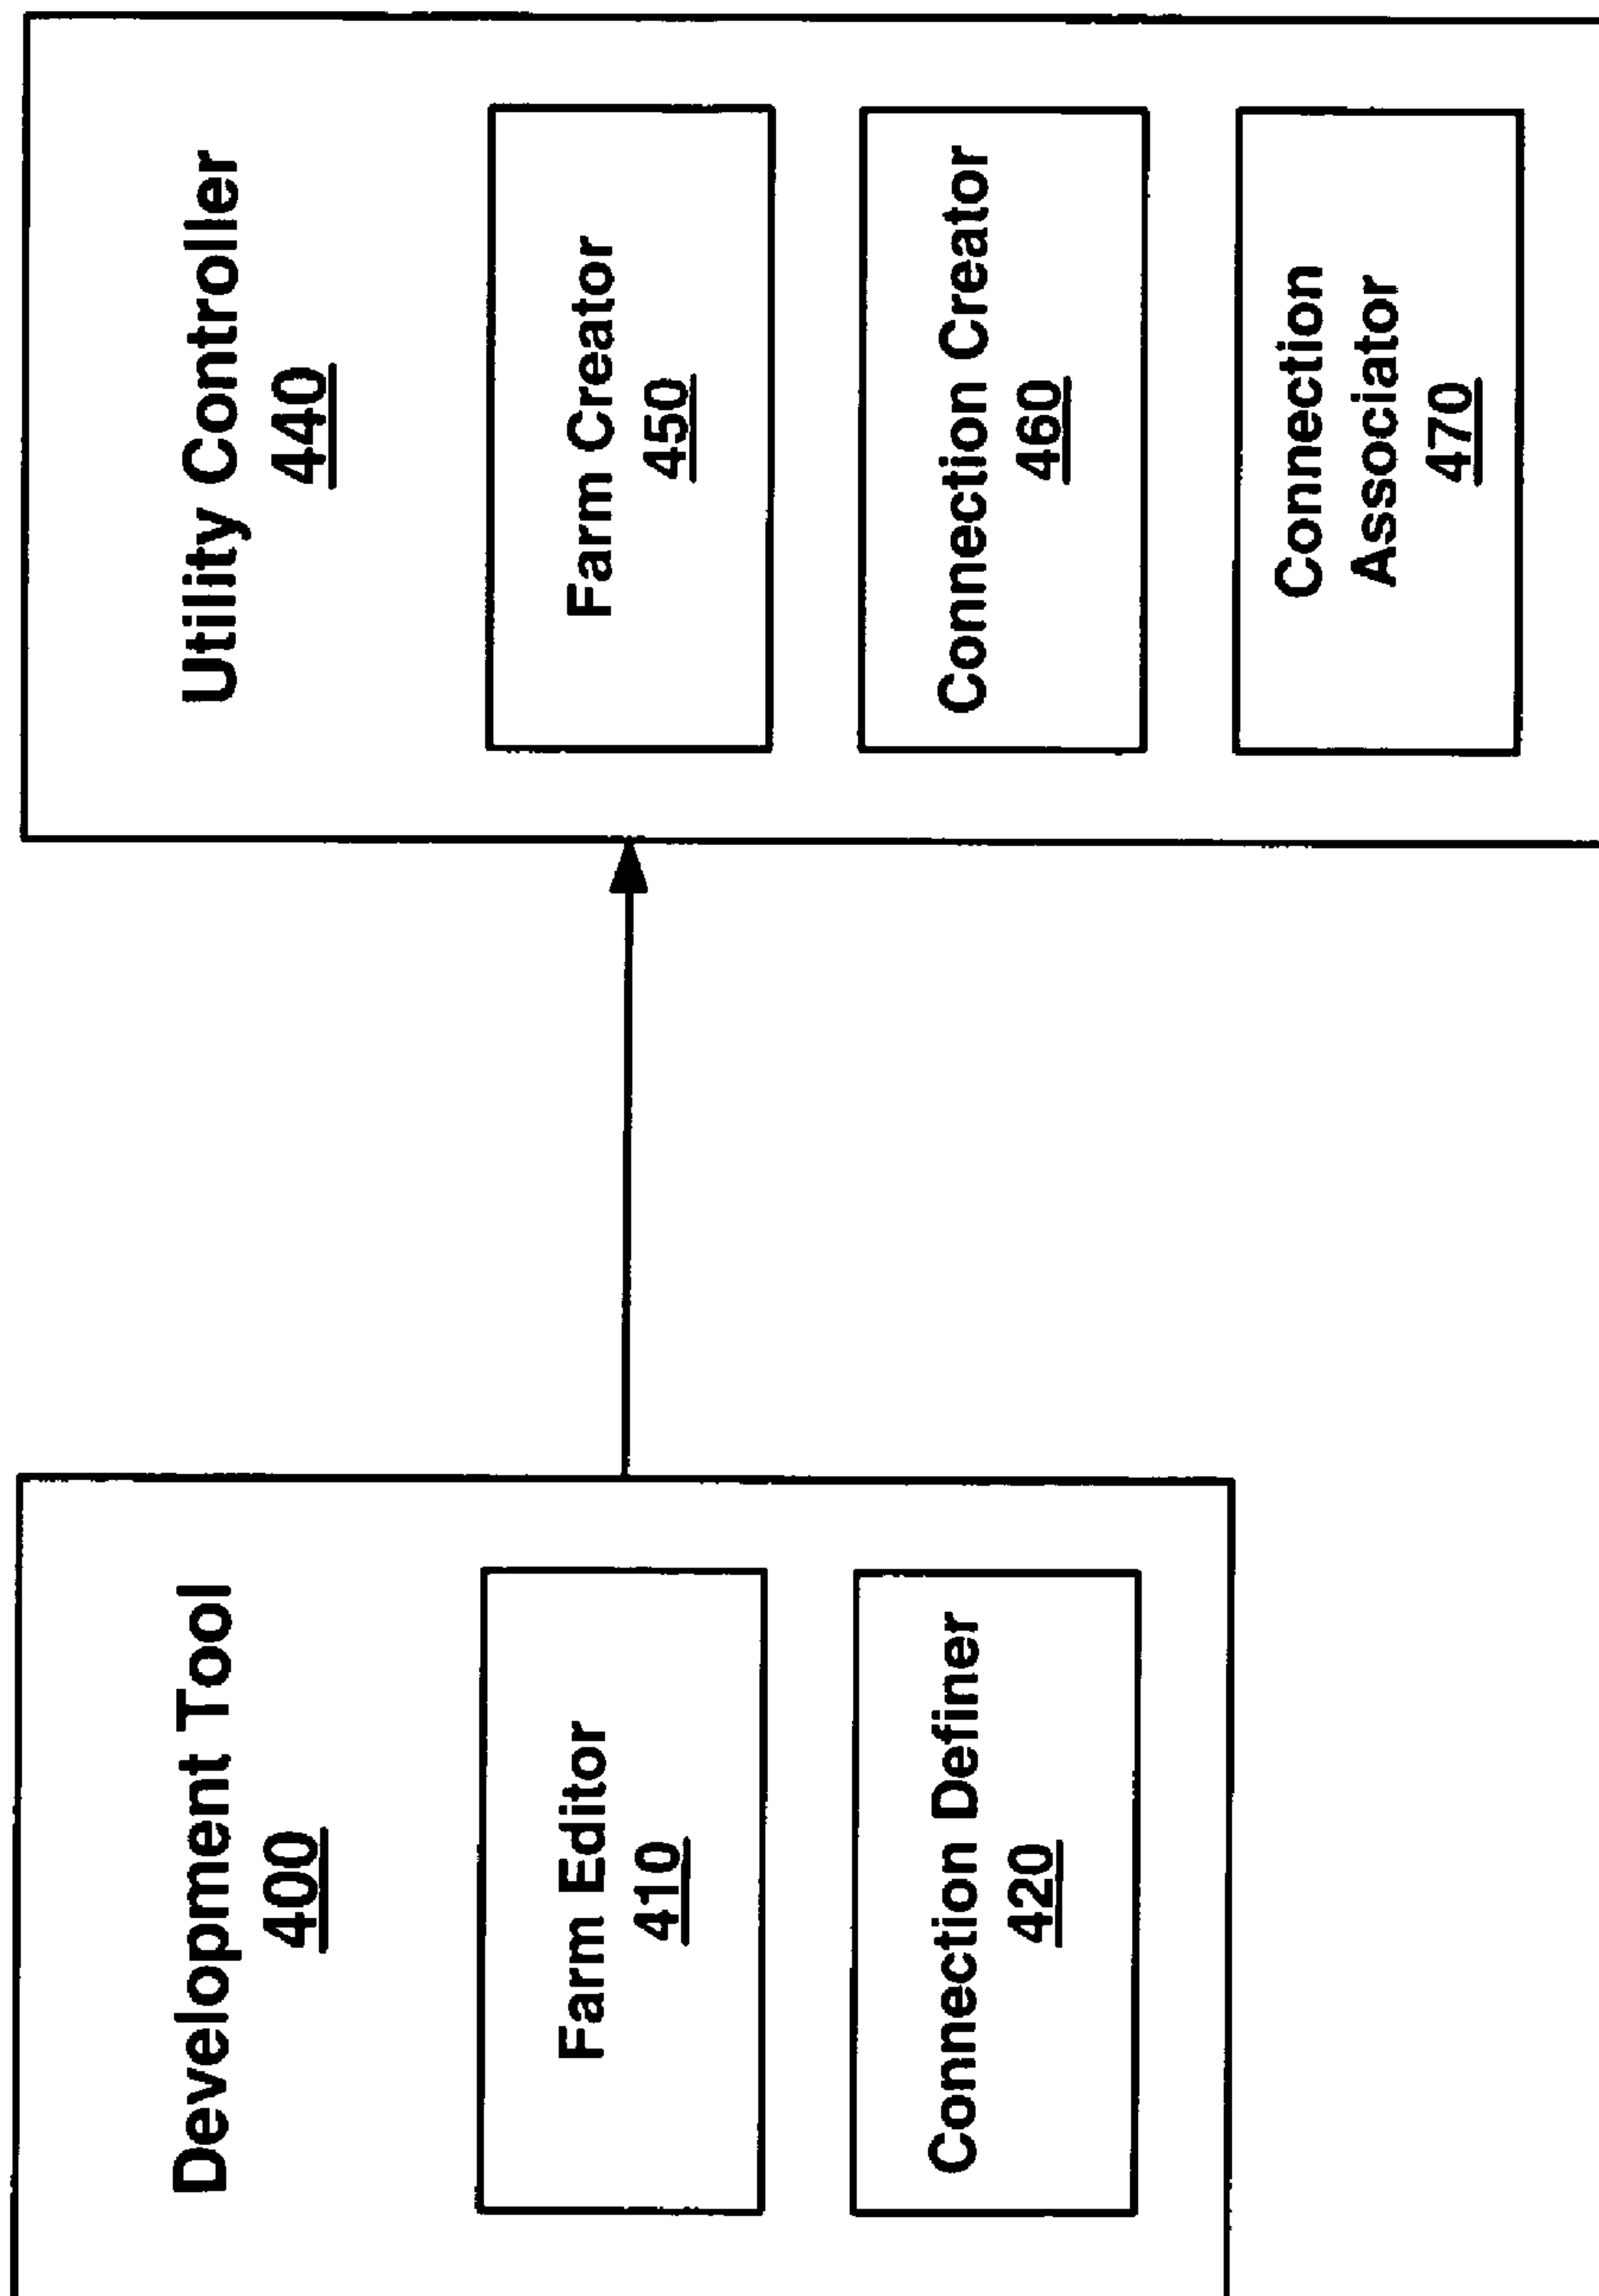 Development Tool
400
Farm Editor
410
Connection Definer
420
Utility Controller
440
Farm Creator
450
Connection Creator
460
Connection
Associator
470